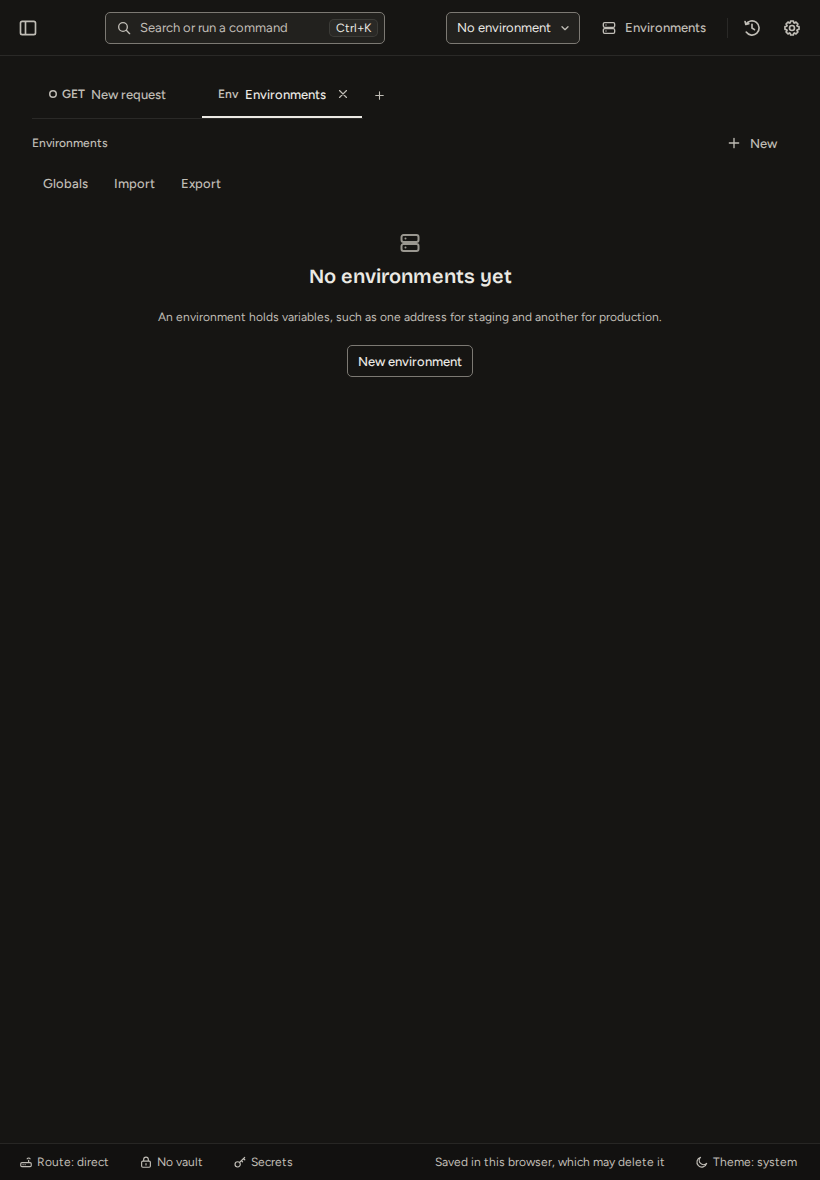 Search or run a command Ctrl+K No environment Environments
GET New request Env Environments
Environments New
Globals Import Export
No environments yet
An environment holds variables, such as one address for staging and another for production.
New environment
Route: direct No vault Secrets Saved in this browser, which may delete it Theme: system